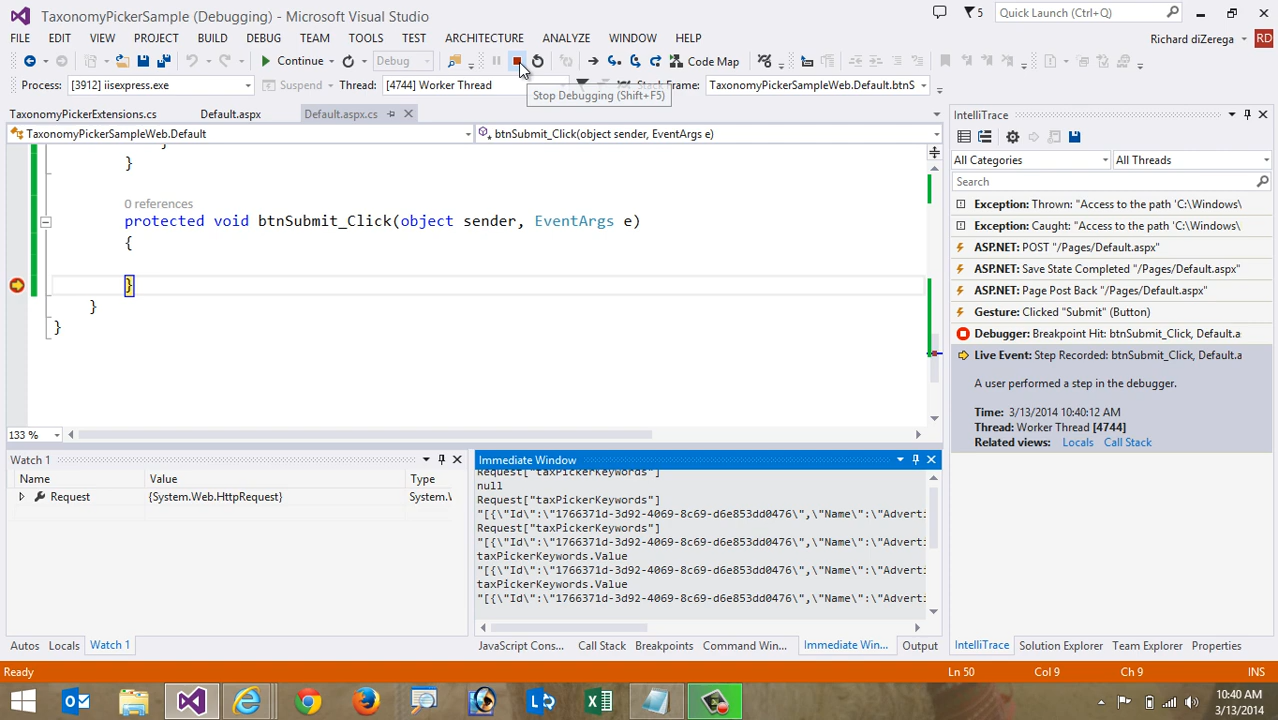 TaxonomyPickerSample (Debugging) - Microsoft Visual Studio
5
Quick Launch (Ctrl+Q)
FILE EDIT VIEW PROJECT BUILD DEBUG TEAM TOOLS TEST ARCHITECTURE ANALYZE WINDOW HELP
Richard diZerega
RD
Continue
Debug
Code Map
Process: [3912] iisexpress.exe
Suspend
Thread: [4744] Worker Thread
Stack Frame: TaxonomyPickerSampleWeb.Default.btnS
Stop Debugging (Shift+F5)
TaxonomyPickerExtensions.cs Default.aspx Default.aspx.cs
TaxonomyPickerSampleWeb.Default
btnSubmit_Click(object sender, EventArgs e)
}
}
0 references
protected void btnSubmit_Click(object sender, EventArgs e)
{
}
}
}
133 %
IntelliTrace
All Categories
All Threads
Search
Exception: Thrown: "Access to the path 'C:\Windows\
Exception: Caught: "Access to the path 'C:\Windows\
ASP.NET: POST "/Pages/Default.aspx"
ASP.NET: Save State Completed "/Pages/Default.aspx"
ASP.NET: Page Post Back "/Pages/Default.aspx"
Gesture: Clicked "Submit" (Button)
Debugger: Breakpoint Hit: btnSubmit_Click, Default.a
Live Event: Step Recorded: btnSubmit_Click, Default.a
A user performed a step in the debugger.
Time: 3/13/2014 10:40:12 AM
Thread: Worker Thread [4744]
Related views: Locals Call Stack
Watch 1
Name Value Type
Request {System.Web.HttpRequest} System.W
Autos Locals Watch 1
Immediate Window
Request["taxPickerKeywords"]
null
Request["taxPickerKeywords"]
"[{\"Id\":\"1766371d-3d92-4069-8c69-d6e853dd0476\",\"Name\":\"Adverti
Request["taxPickerKeywords"]
"[{\"Id\":\"1766371d-3d92-4069-8c69-d6e853dd0476\",\"Name\":\"Adverti
taxPickerKeywords.Value
"[{\"Id\":\"1766371d-3d92-4069-8c69-d6e853dd0476\",\"Name\":\"Adverti
taxPickerKeywords.Value
"[{\"Id\":\"1766371d-3d92-4069-8c69-d6e853dd0476\",\"Name\":\"Adverti
JavaScript Cons... Call Stack Breakpoints Command Win... Immediate Win... Output
IntelliTrace Solution Explorer Team Explorer Properties
Ready
Ln 50 Col 9 Ch 9 INS
10:40 AM
3/13/2014